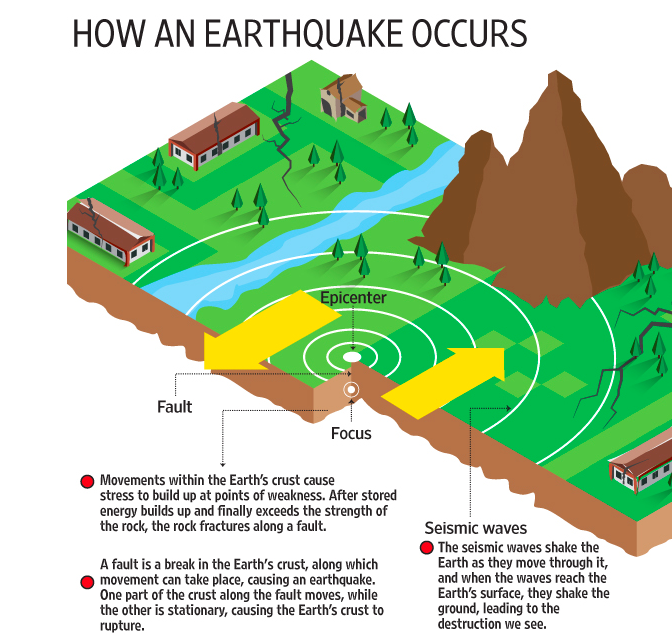 HOW AN EARTHQUAKE OCCURS
Epicenter
Fault
Focus
Movements within the Earth's crust cause
stress to build up at points of weakness. After stored
energy builds up and finally exceeds the strength of
the rock, the rock fractures along a fault.
A fault is a break in the Earth's crust, along which
movement can take place, causing an earthquake.
One part of the crust along the fault moves, while
the other is stationary, causing the Earth's crust to
rupture.
Seismic waves
The seismic waves shake the
Earth as they move through it,
and when the waves reach the
Earth's surface, they shake the
ground, leading to the
destruction we see.